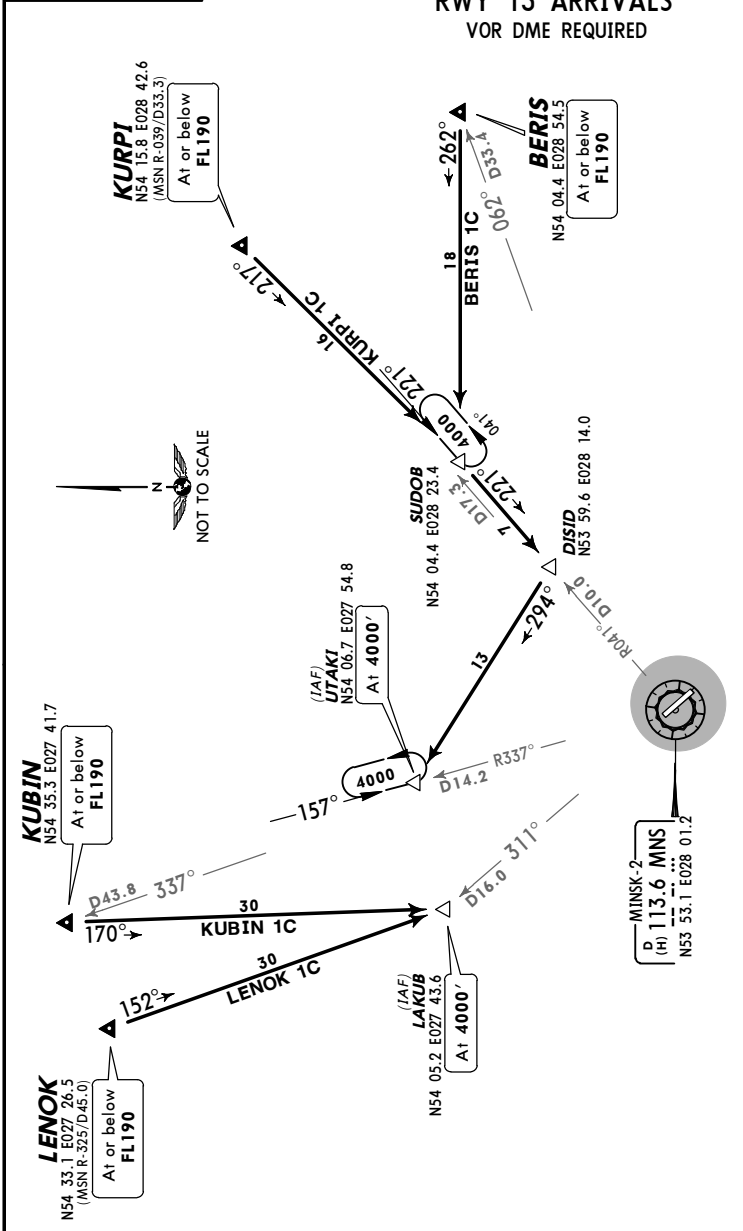 RWY 13 ARRIVALS
VOR DME REQUIRED
KURPI
N54 15.8 E028 42.6
(MSN R-039/D33.3)
At or below
FL190
217°
16
KURPI 1C
221°
BERIS
N54 04.4 E028 54.5
At or below
FL190
262°
062° D33.4
18
BERIS 1C
N
NOT TO SCALE
4000
041°
SUDOB
N54 04.4 E028 23.4
D17.3
221°
7
DISID
N53 59.6 E028 14.0
R041° D10.0
294°
13
KUBIN
N54 35.3 E027 41.7
At or below
FL190
D43.8 337°
170°
30
KUBIN 1C
(IAF)
UTAKI
N54 06.7 E027 54.8
At 4000'
4000
157°
D14.2 R337°
LENOK
N54 33.1 E027 26.5
(MSN R-325/D45.0)
At or below
FL190
152°
30
LENOK 1C
(IAF)
LAKUB
N54 05.2 E027 43.6
At 4000'
D16.0 311°
MINSK-2
D
(H) 113.6 MNS
N53 53.1 E028 01.2